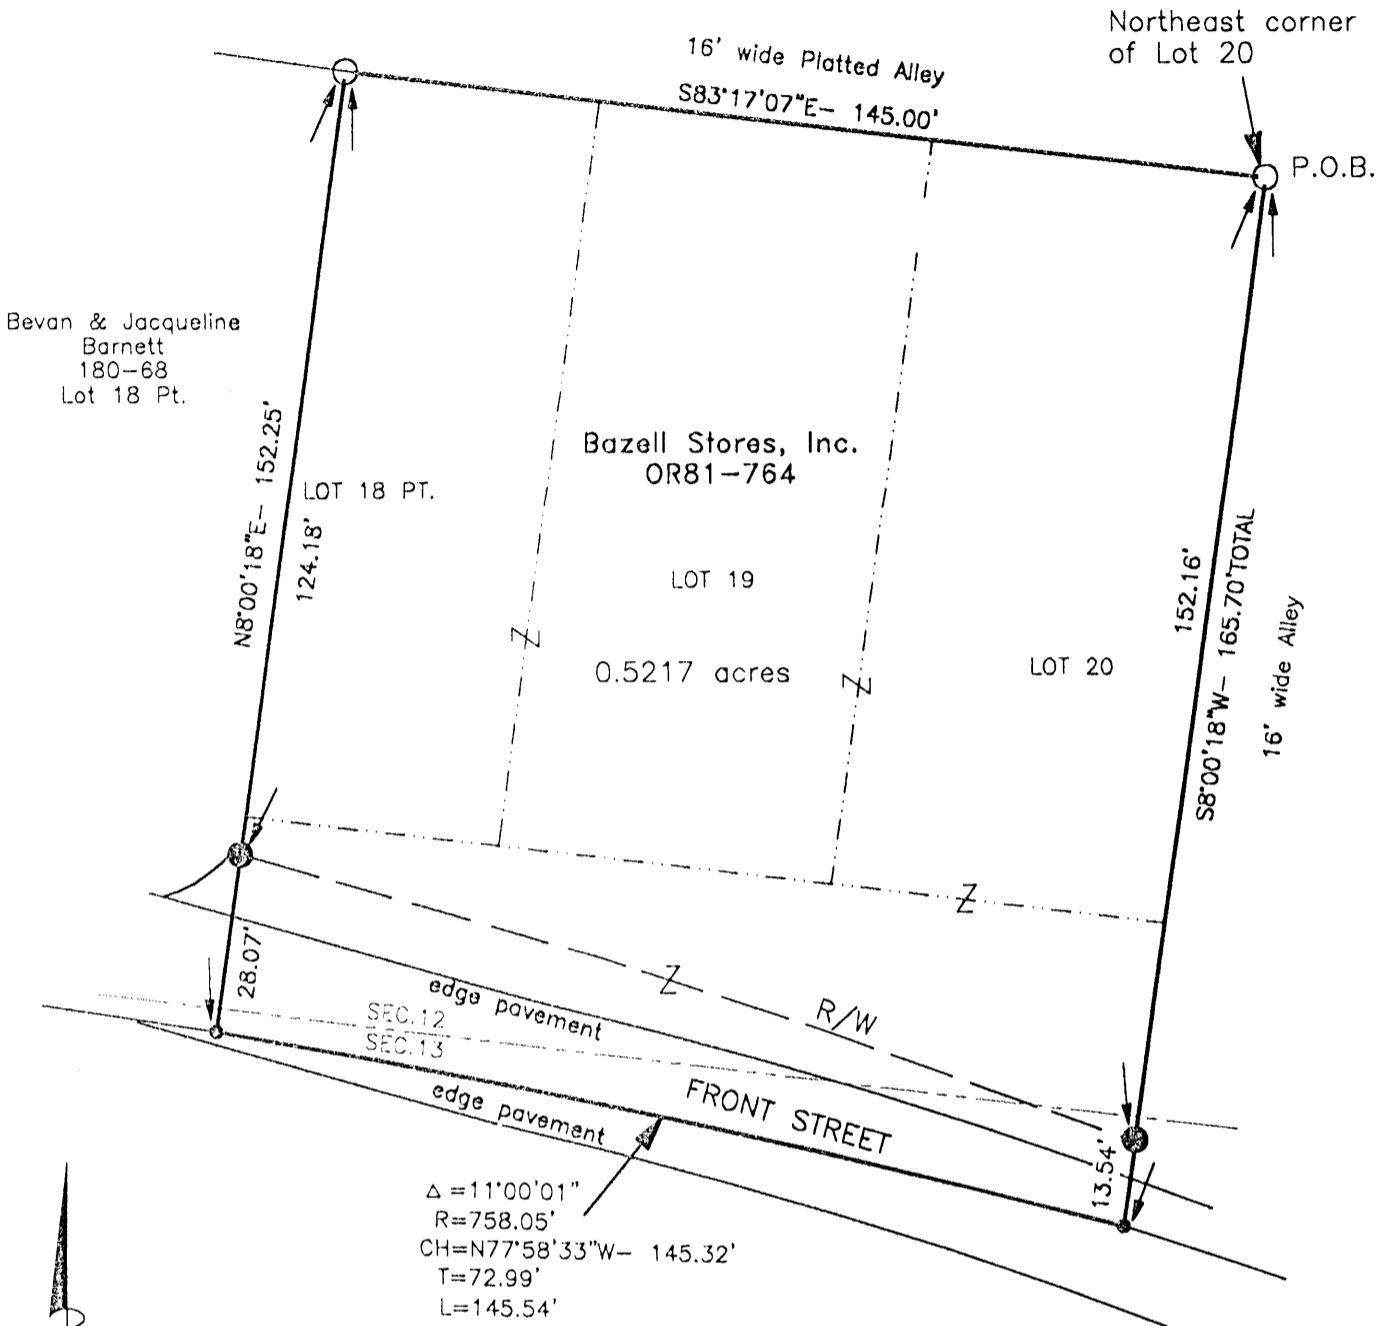 Northeast corner
of Lot 20
16' wide Platted Alley
S83°17'07"E- 145.00'
P.O.B.
Bevan & Jacqueline
Barnett
180-68
Lot 18 Pt.
N8°00'18"E- 152.25'
124.18'
LOT 18 PT.
Bazell Stores, Inc.
OR81-764
LOT 19
0.5217 acres
LOT 20
152.16'
S8°00'18"W- 165.70'TOTAL
16' wide Alley
28.07'
edge pavement
SEC.12
SEC.13
R/W
FRONT STREET
edge pavement
13.54'
Δ =11°00'01"
R=758.05'
CH=N77°58'33"W- 145.32'
T=72.99'
L=145.54'